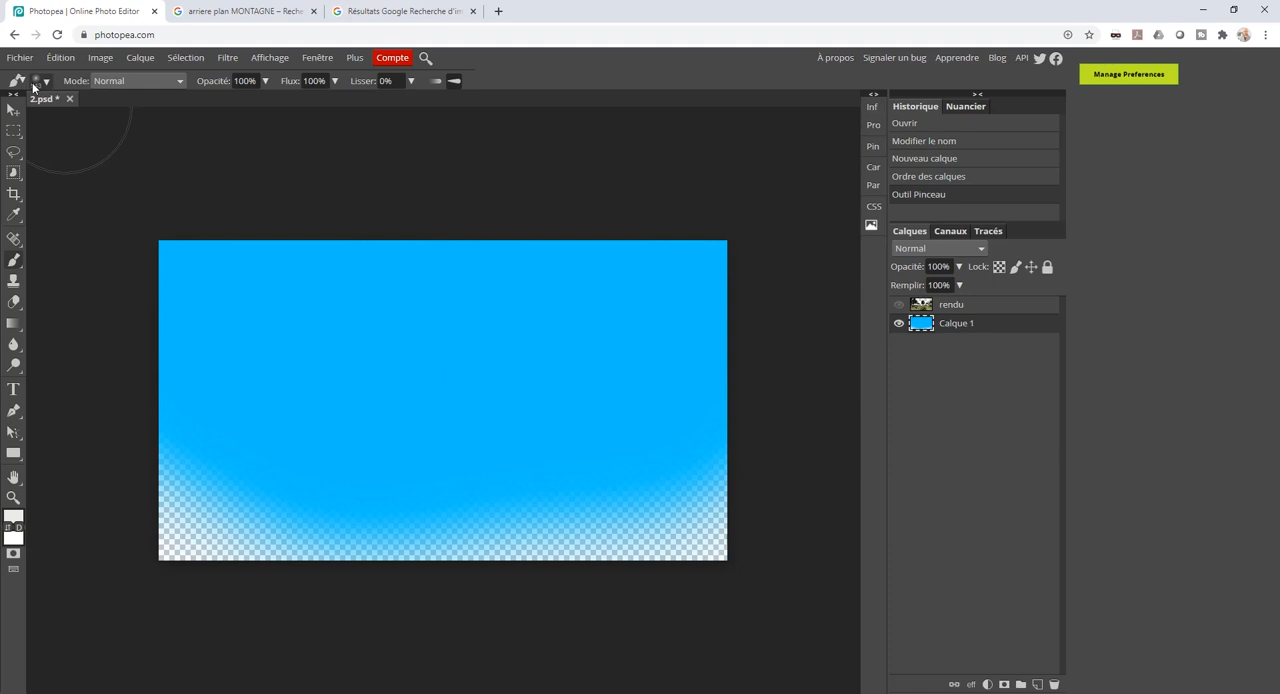 Photopea | Online Photo Editor
arriere plan MONTAGNE – Reche
Résultats Google Recherche d'im
photopea.com
Fichier Édition Image Calque Sélection Filtre Affichage Fenêtre Plus Compte
À propos Signaler un bug Apprendre Blog API
Manage Preferences
Mode: Normal Opacité: 100% Flux: 100% Lisser: 0%
2.psd *
Inf
Pro
Pin
Car
Par
CSS
Historique Nuancier
Ouvrir
Modifier le nom
Nouveau calque
Ordre des calques
Outil Pinceau
Calques Canaux Tracés
Normal
Opacité: 100% Lock:
Remplir: 100%
rendu
Calque 1
eff